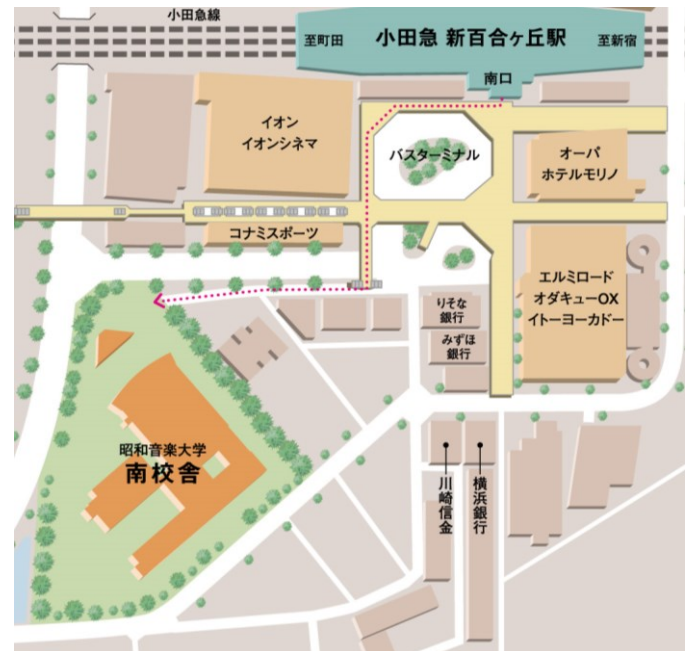 小田急線
至町田
小田急 新百合ヶ丘駅
至新宿
南口
イオン
イオンシネマ
バスターミナル
オーパ
ホテルモリノ
コナミスポーツ
エルミロード
オダキューOX
イトーヨーカドー
りそな
銀行
みずほ
銀行
昭和音楽大学
南校舎
川崎信金
横浜銀行